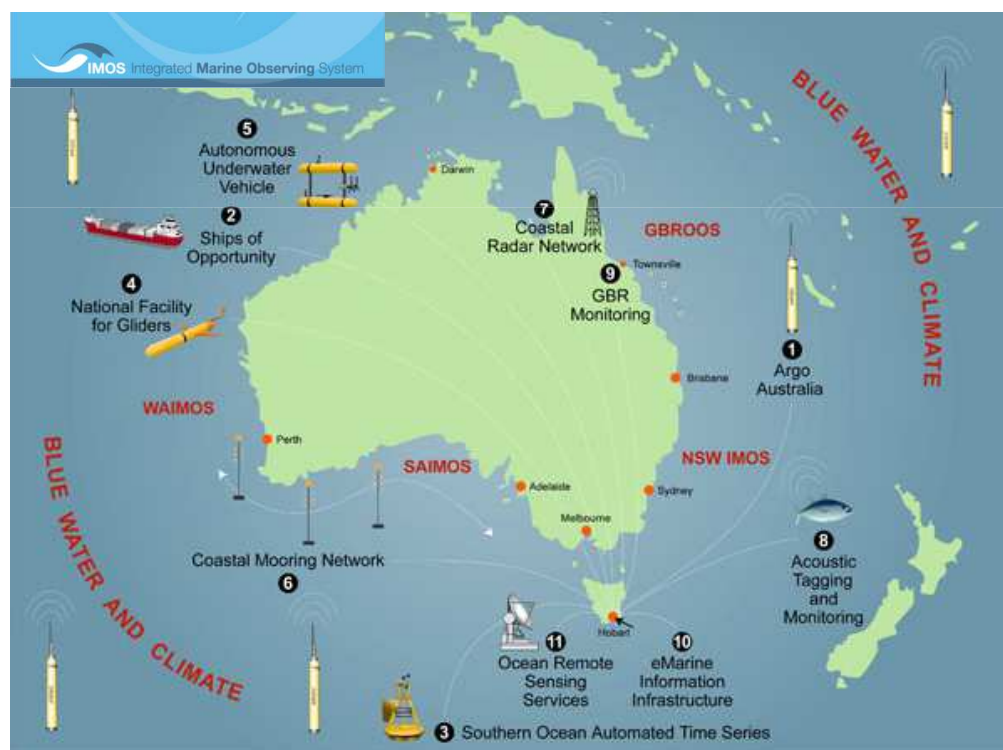 IMOS Integrated Marine Observing System
BLUE WATER AND CLIMATE
5
Autonomous
Underwater
Vehicle
Darwin
2
Ships of
Opportunity
7
Coastal
Radar Network
GBROOS
Townsville
4
National Facility
for Gliders
9
GBR
Monitoring
1
Argo
Australia
Brisbane
WAIMOS
Perth
SAIMOS
NSW IMOS
Adelaide
Sydney
Melbourne
BLUE WATER AND CLIMATE
Coastal Mooring Network
6
8
Acoustic
Tagging
and
Monitoring
Hobart
11
Ocean Remote
Sensing
Services
10
eMarine
Information
Infrastructure
3 Southern Ocean Automated Time Series